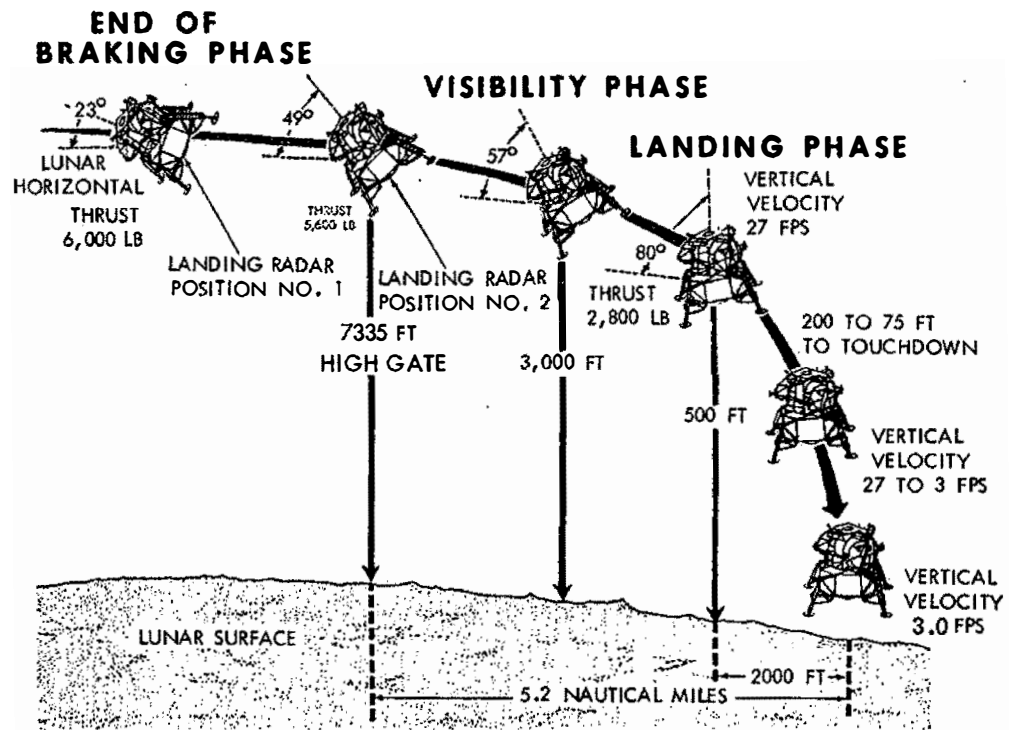 END OF
BRAKING PHASE
VISIBILITY PHASE
LANDING PHASE
23°
LUNAR
HORIZONTAL
THRUST
6,000 LB
LANDING RADAR
POSITION NO. 1
49°
THRUST
5,600 LB
LANDING RADAR
POSITION NO. 2
7335 FT
HIGH GATE
57°
3,000 FT
VERTICAL
VELOCITY
27 FPS
80°
THRUST
2,800 LB
500 FT
200 TO 75 FT
TO TOUCHDOWN
VERTICAL
VELOCITY
27 TO 3 FPS
VERTICAL
VELOCITY
3.0 FPS
LUNAR SURFACE
2000 FT
5.2 NAUTICAL MILES